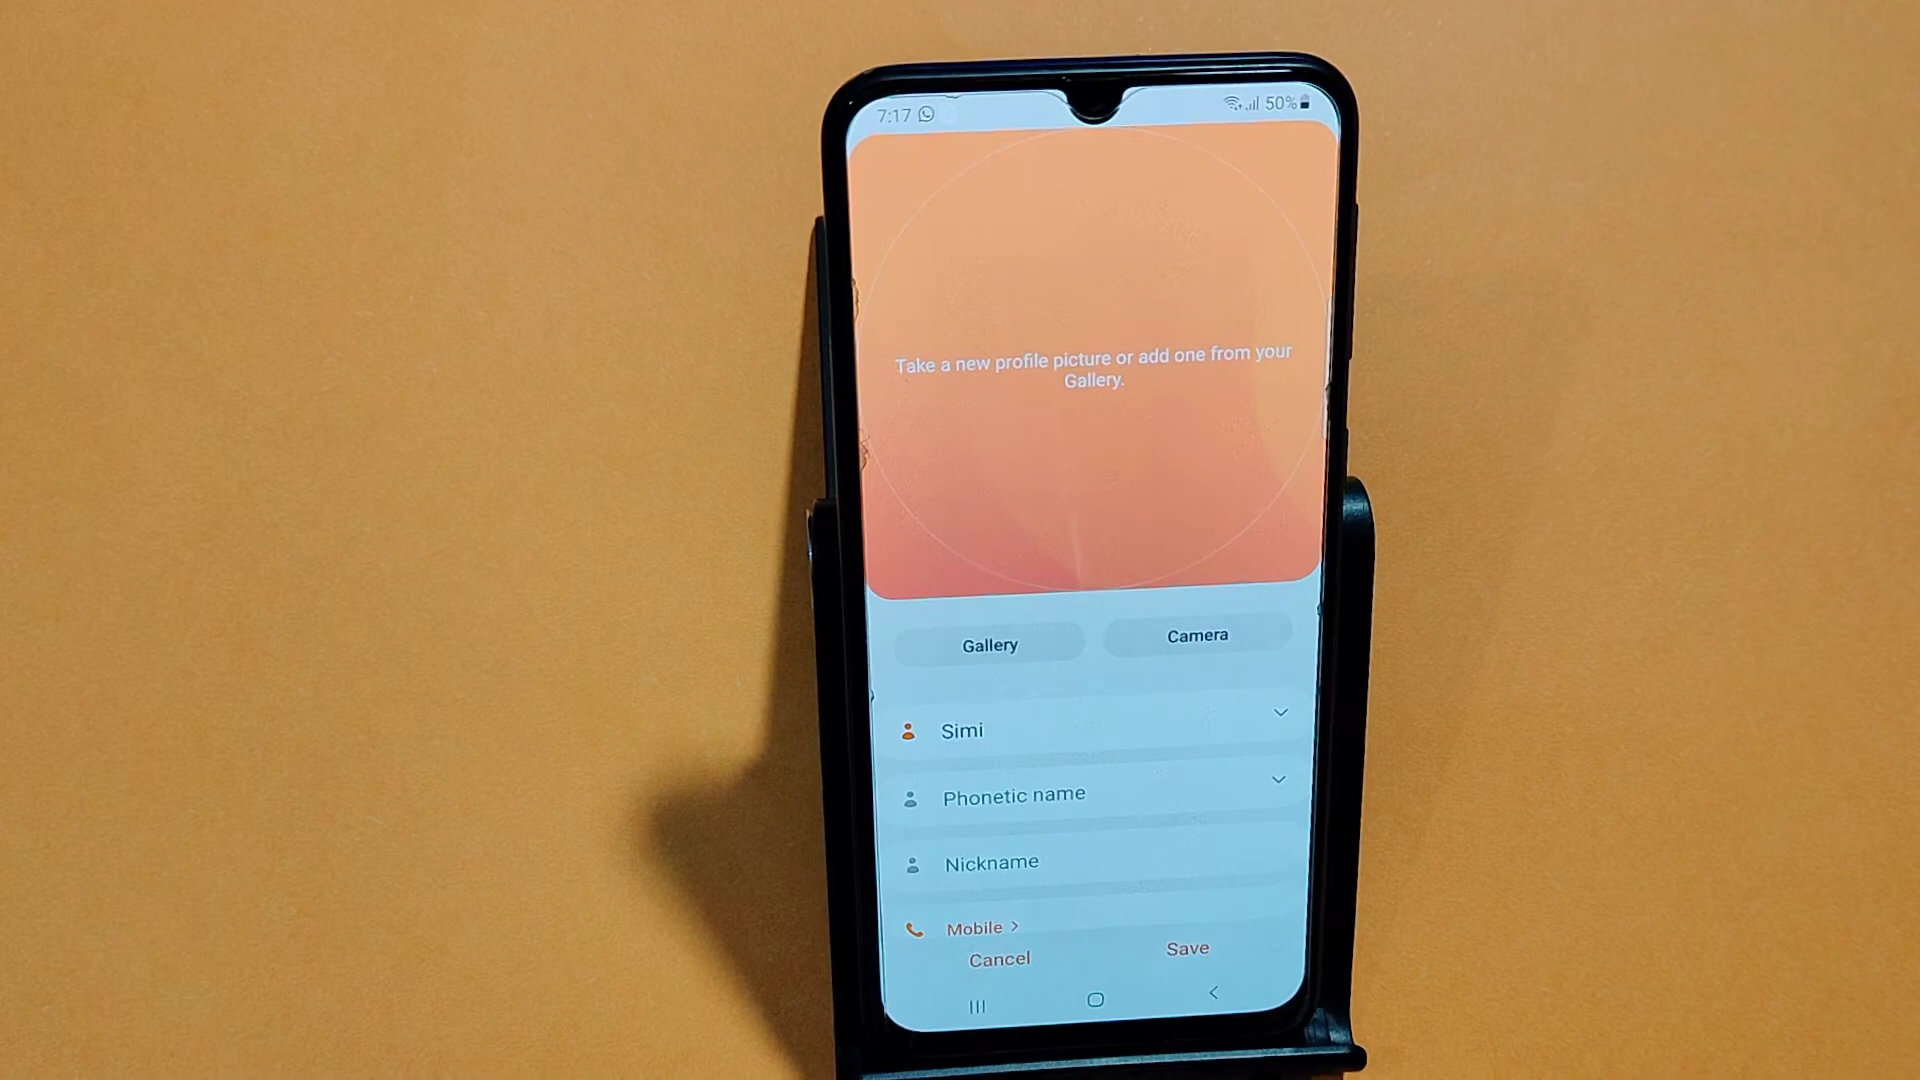 7:17 50%
Take a new profile picture or add one from your
Gallery.
Gallery Camera
Simi
Phonetic name
Nickname
Mobile >
Cancel Save